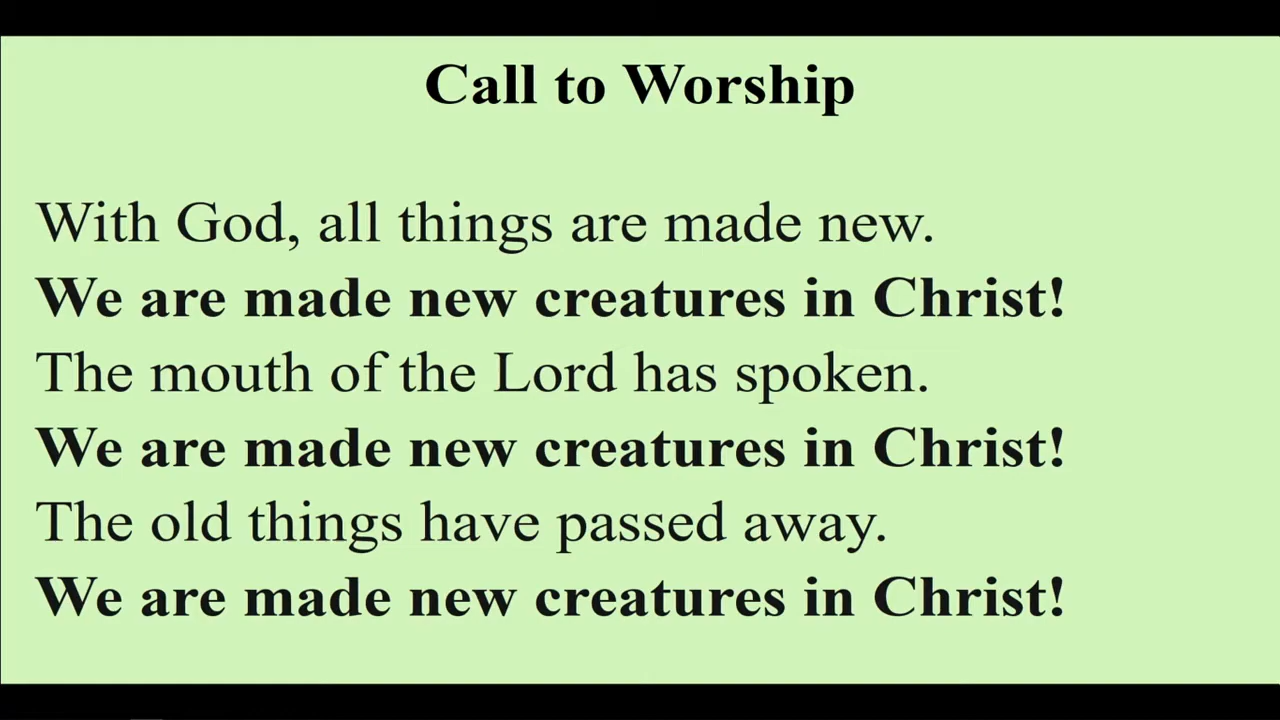 Call to Worship
With God, all things are made new.
We are made new creatures in Christ!
The mouth of the Lord has spoken.
We are made new creatures in Christ!
The old things have passed away.
We are made new creatures in Christ!